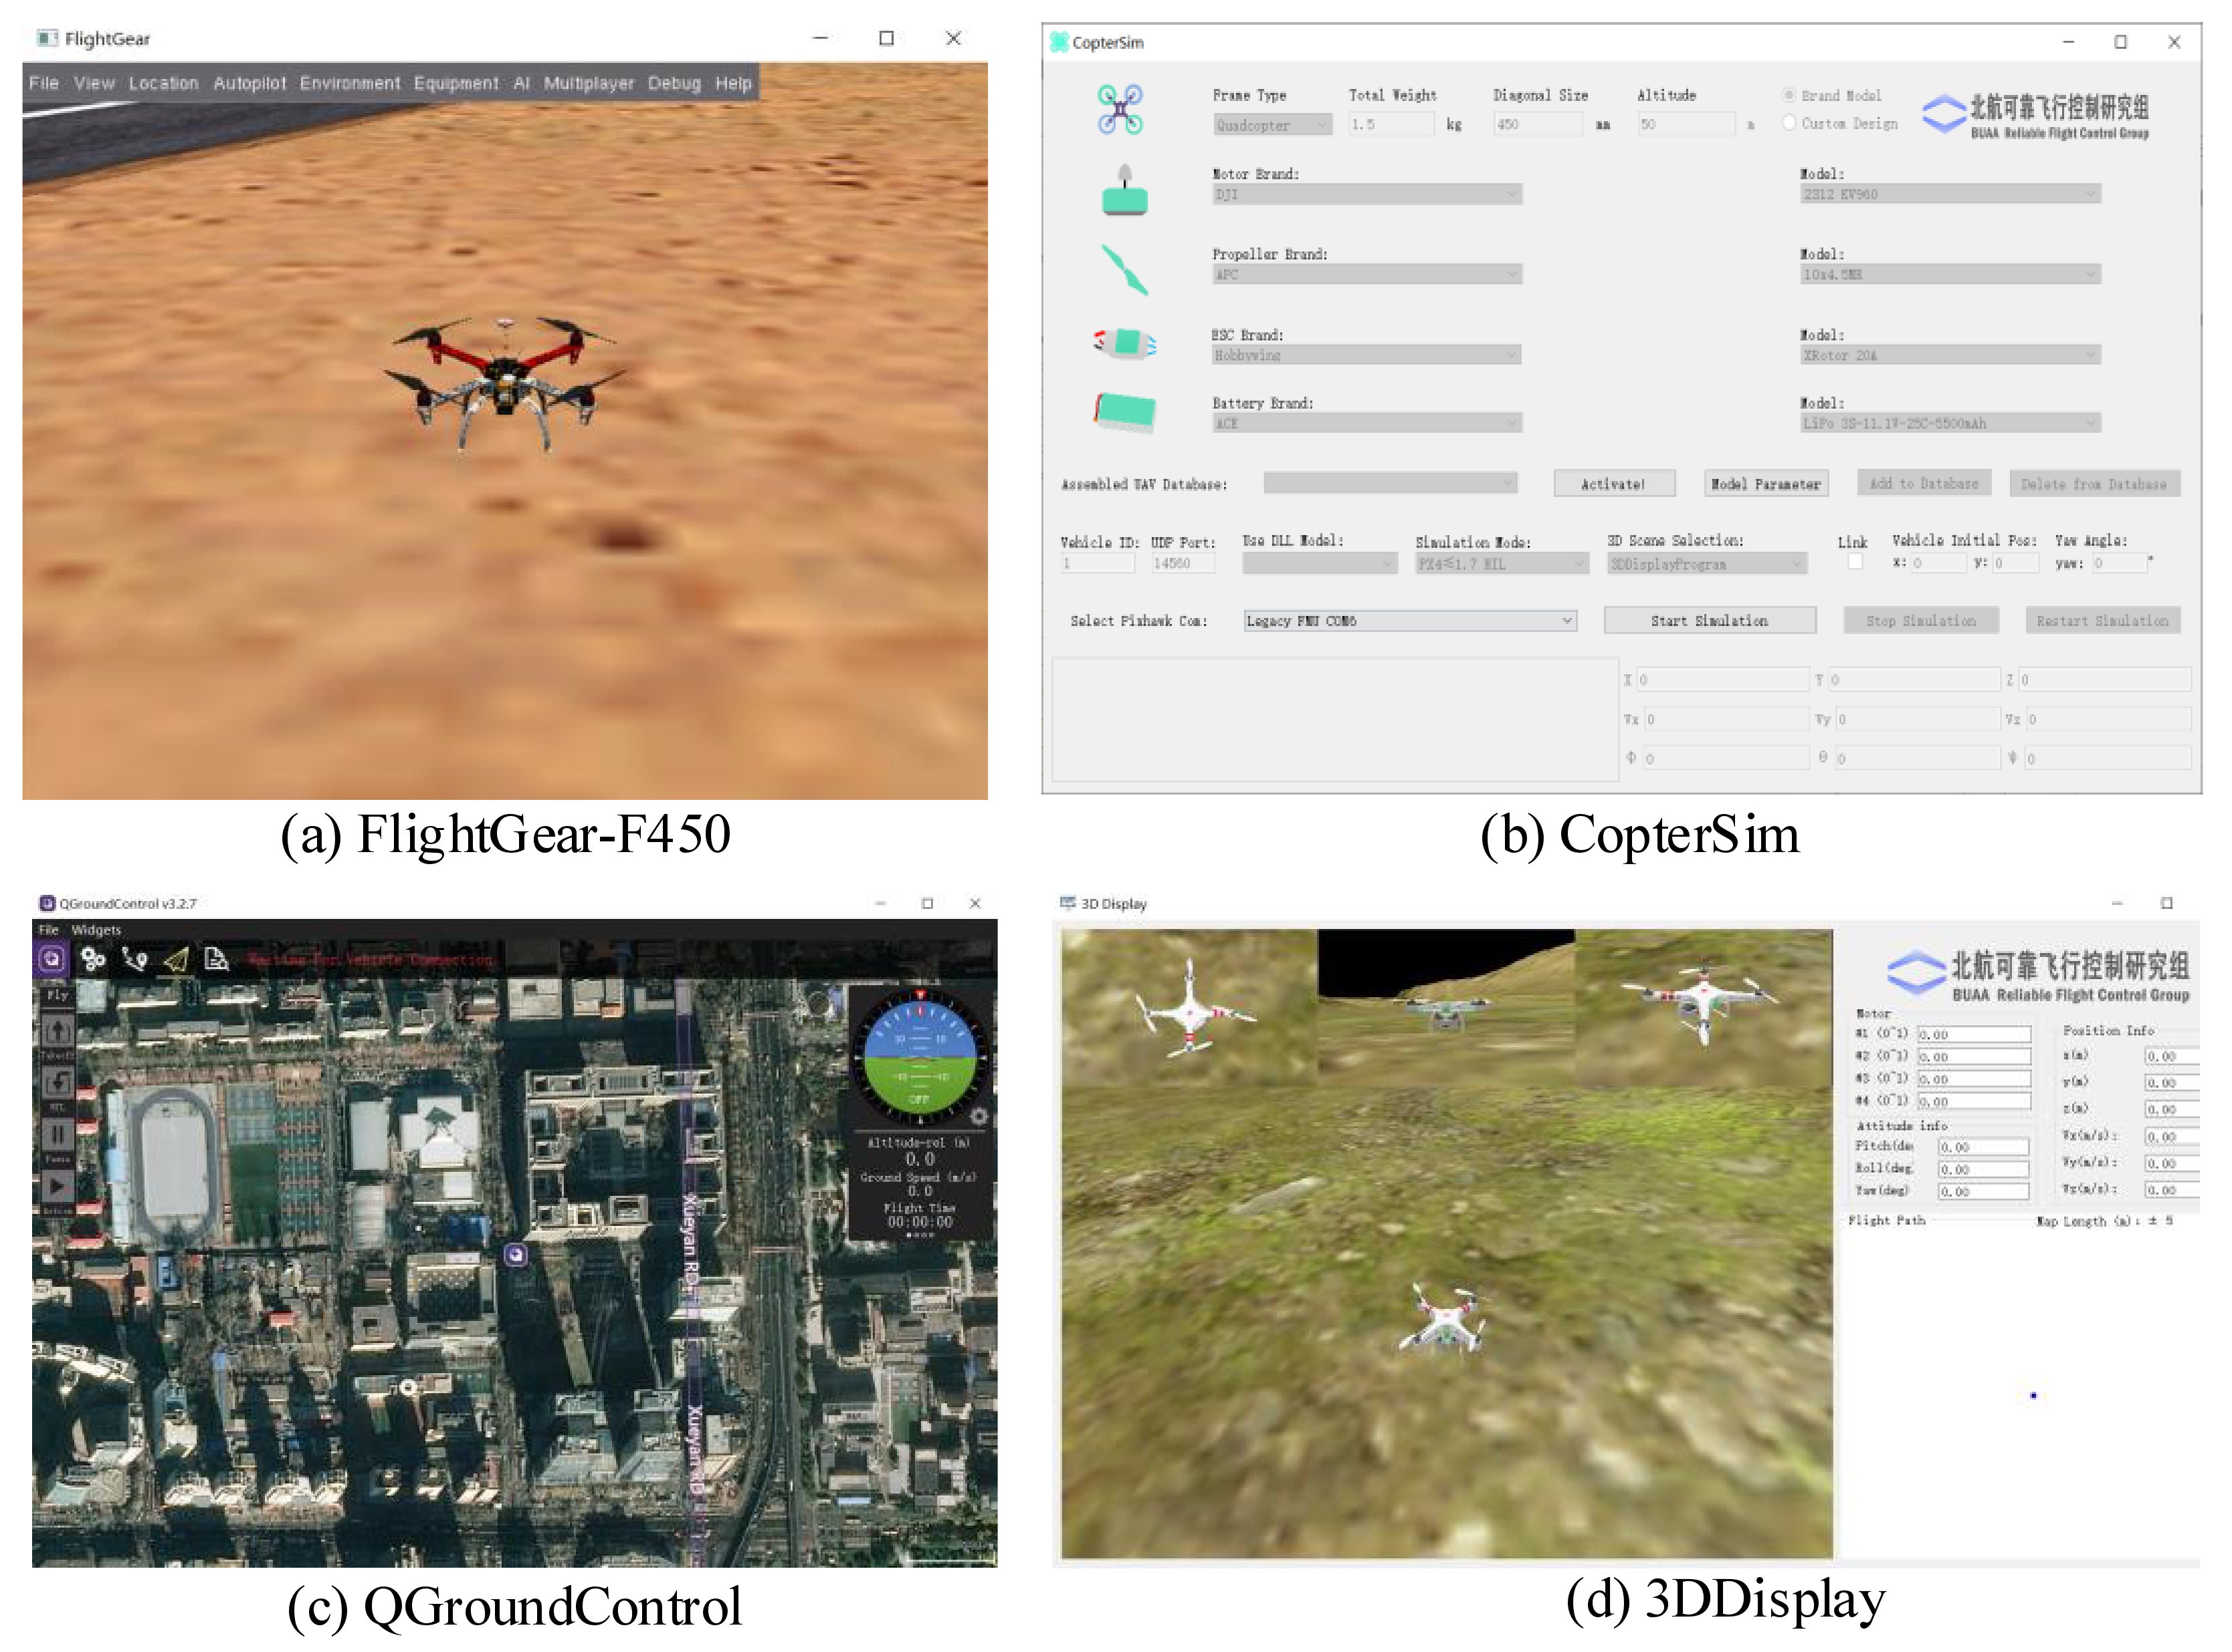 FlightGear
File View Location Autopilot Environment Equipment AI Multiplayer Debug Help
(a) FlightGear-F450
CopterSim
Frame Type Total Weight Diagonal Size Altitude
Quadcopter 1.5 kg 450 mm 50 m
Brand Model
Custom Design
北航可靠飞行控制研究组
BUAA Reliable Flight Control Group
Motor Brand: Model:
DJI 2312 KV960
Propeller Brand: Model:
APC 10x4.5MR
ESC Brand: Model:
Hobbywing XRotor 20A
Battery Brand: Model:
ACE LiPo 3S-11.1V-25C-5500mAh
Assembled UAV Database: Activate! Model Parameter Add to Database Delete from Database
Vehicle ID: UDP Port: Use DLL Model: Simulation Mode: 3D Scene Selection: Link Vehicle Initial Pos: Yaw Angle:
1 14560 PX4≤1.7 HIL 3DDisplayProgram x: 0 y: 0 yaw: 0 °
Select Pixhawk Com: Legacy FMU COM6 Start Simulation Stop Simulation Restart Simulation
X 0 Y 0 Z 0
Vx 0 Vy 0 Vz 0
Φ 0 θ 0 ψ 0
(b) CopterSim
QGroundControl v3.2.7
File Widgets
Waiting For Vehicle Connection
Fly
Takeoff
RTL
Pause
Action
10 10
-10 -10
OFF
Altitude-rel (m)
0.0
Ground Speed (m/s)
0.0
Flight Time
00:00:00
Xueyan RD
Xueyan RD
(c) QGroundControl
3D Display
北航可靠飞行控制研究组
BUAA Reliable Flight Control Group
Motor
#1 (0~1) 0.00
#2 (0~1) 0.00
#3 (0~1) 0.00
#4 (0~1) 0.00
Attitude info
Pitch(de 0.00
Roll(deg 0.00
Yaw(deg) 0.00
Position Info
x(m) 0.00
y(m) 0.00
z(m) 0.00
Vx(m/s): 0.00
Vy(m/s): 0.00
Vz(m/s): 0.00
Flight Path Map Length (m): ± 5
(d) 3DDisplay